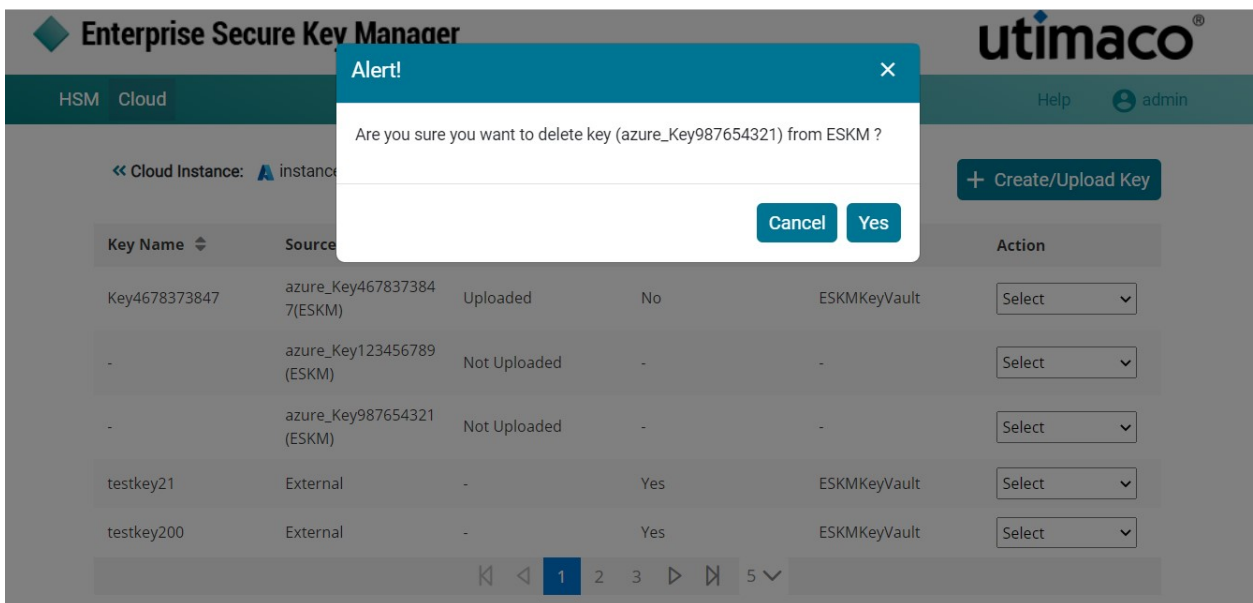 Enterprise Secure Key Manager
utimaco®
Alert!
HSM Cloud
Help admin
Are you sure you want to delete key (azure_Key987654321) from ESKM ?
Cloud Instance: instance
+ Create/Upload Key
Cancel Yes
Key Name Source Action
Key4678373847 azure_Key467837384 Uploaded No ESKMKeyVault Select
7(ESKM)
- azure_Key123456789 Not Uploaded - - Select
(ESKM)
- azure_Key987654321 Not Uploaded - - Select
(ESKM)
testkey21 External - Yes ESKMKeyVault Select
testkey200 External - Yes ESKMKeyVault Select
1 2 3 5